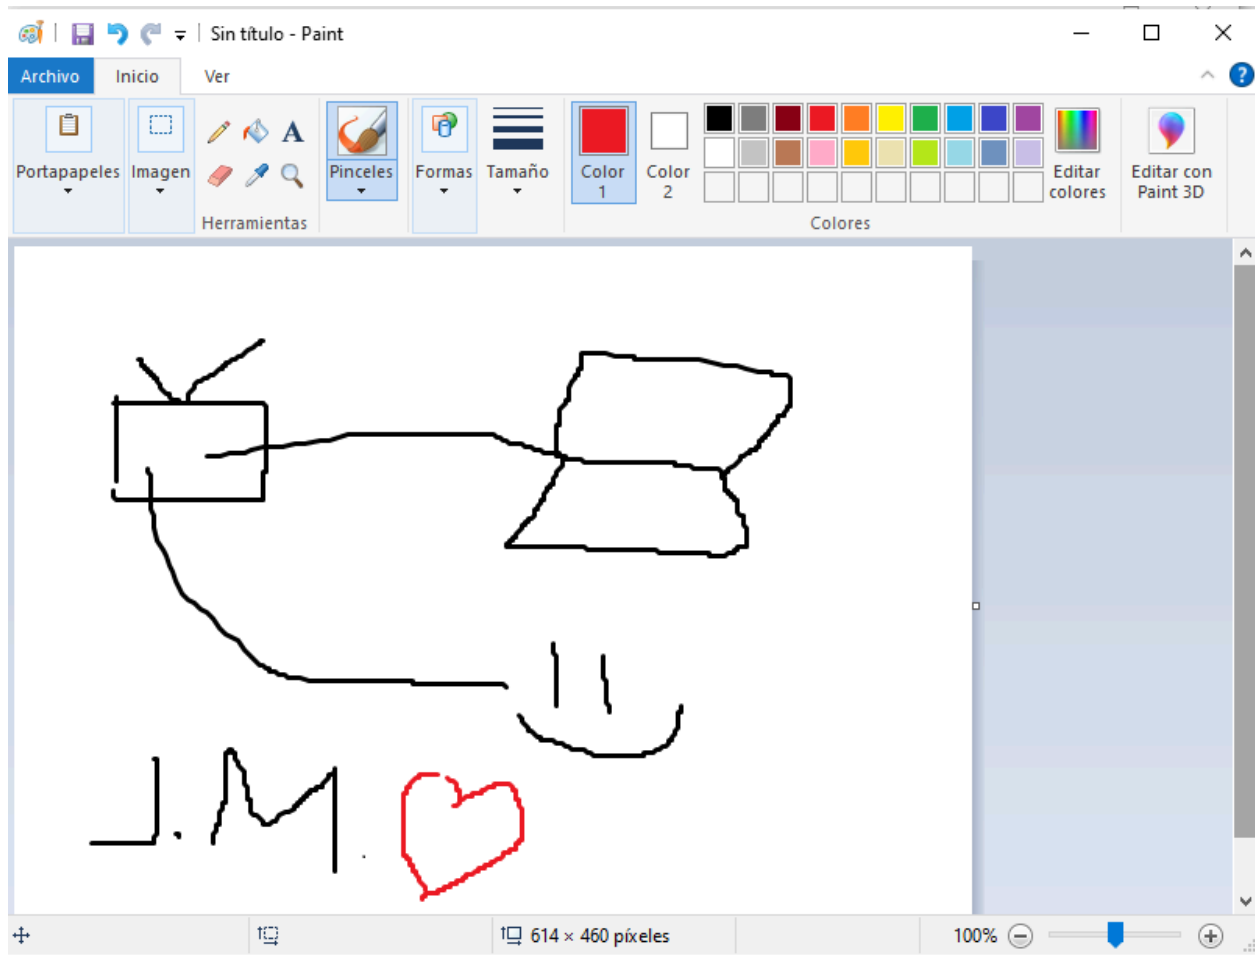 Sin título - Paint
Archivo Inicio Ver
Portapapeles Imagen Pinceles Formas Tamaño Color 1 Color 2 Editar colores Editar con Paint 3D
Herramientas Colores
J.M.
614 × 460 píxeles 100%